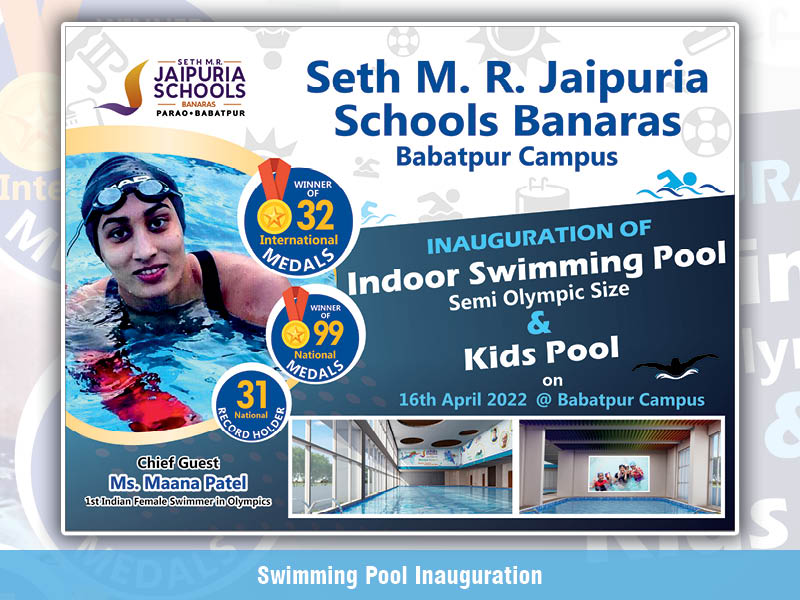 SETH M.R.
JAIPURIA
SCHOOLS
BANARAS
PARAO•BABATPUR
Seth M. R. Jaipuria
Schools Banaras
Babatpur Campus
WINNER
OF
32
International
MEDALS
WINNER
OF
99
National
MEDALS
31
National
RECORD HOLDER
INAUGURATION OF
Indoor Swimming Pool
Semi Olympic Size
&
Kids Pool
on
16th April 2022 @ Babatpur Campus
Chief Guest
Ms. Maana Patel
1st Indian Female Swimmer in Olympics
Swimming Pool Inauguration